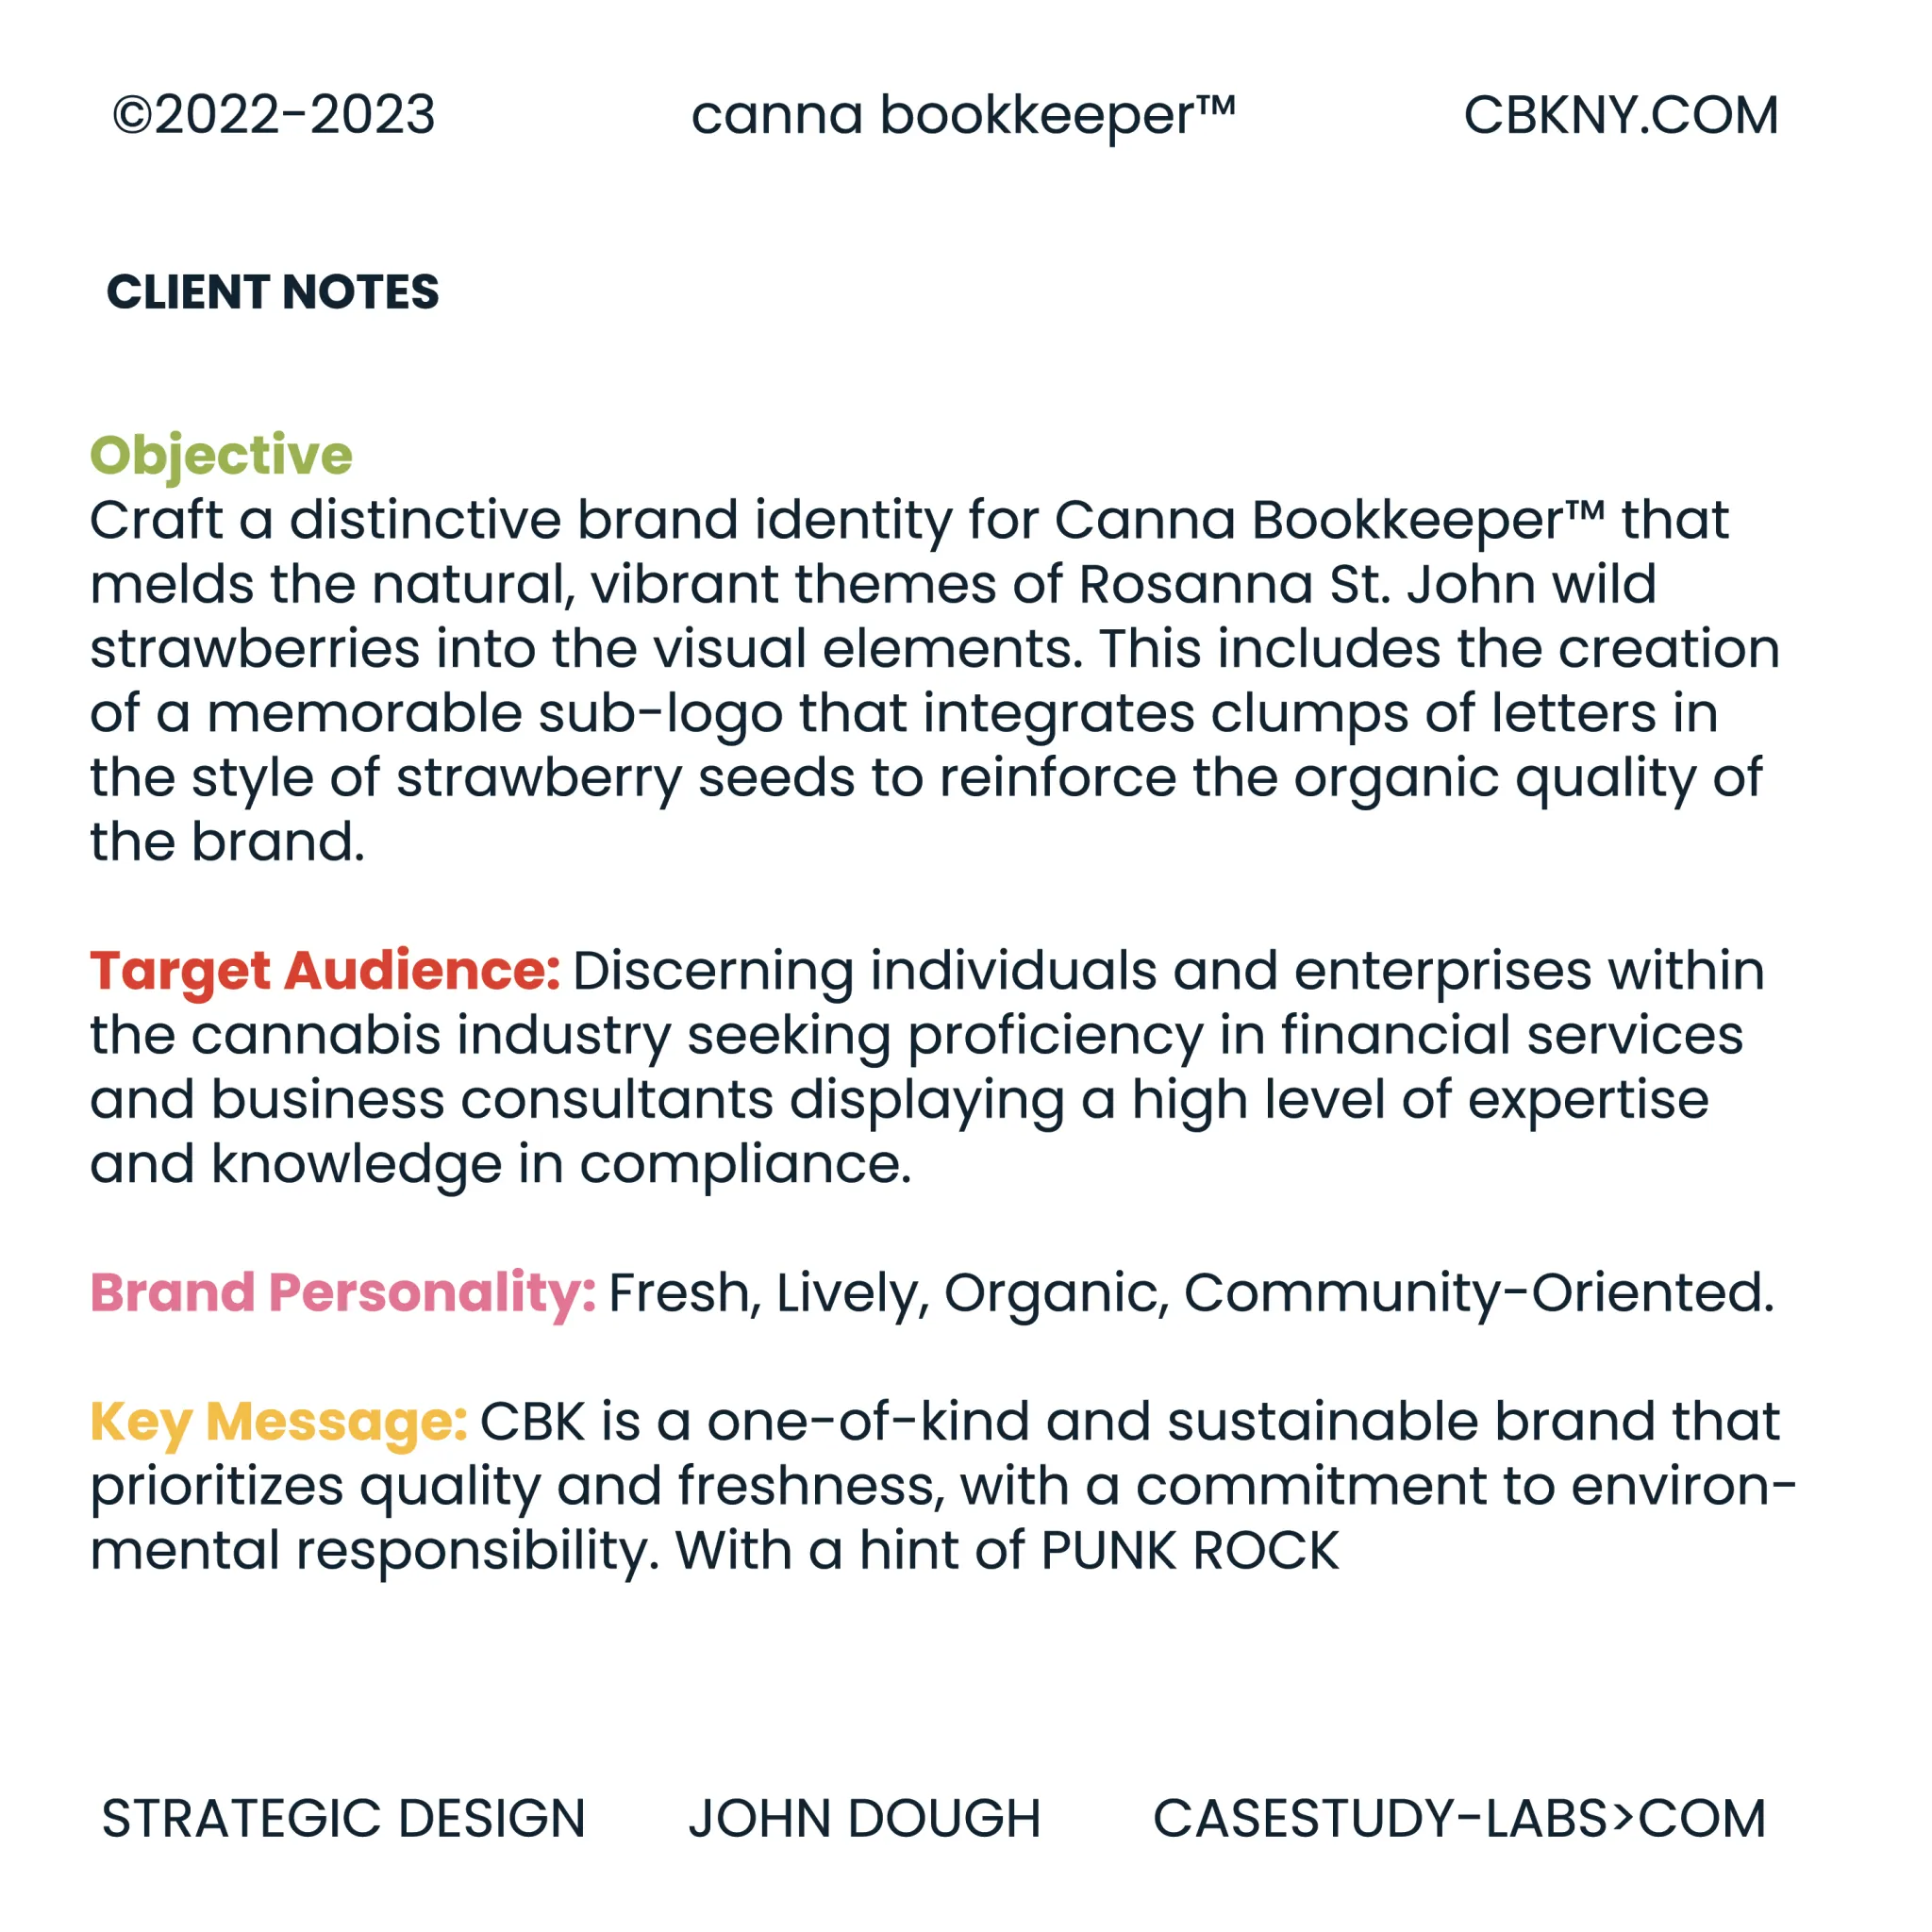 ©2022-2023 canna bookkeeper™ CBKNY.COM
CLIENT NOTES
Objective
Craft a distinctive brand identity for Canna Bookkeeper™ that
melds the natural, vibrant themes of Rosanna St. John wild
strawberries into the visual elements. This includes the creation
of a memorable sub-logo that integrates clumps of letters in
the style of strawberry seeds to reinforce the organic quality of
the brand.
Target Audience: Discerning individuals and enterprises within
the cannabis industry seeking proficiency in financial services
and business consultants displaying a high level of expertise
and knowledge in compliance.
Brand Personality: Fresh, Lively, Organic, Community-Oriented.
Key Message: CBK is a one-of-kind and sustainable brand that
prioritizes quality and freshness, with a commitment to environ-
mental responsibility. With a hint of PUNK ROCK
STRATEGIC DESIGN JOHN DOUGH CASESTUDY-LABS>COM